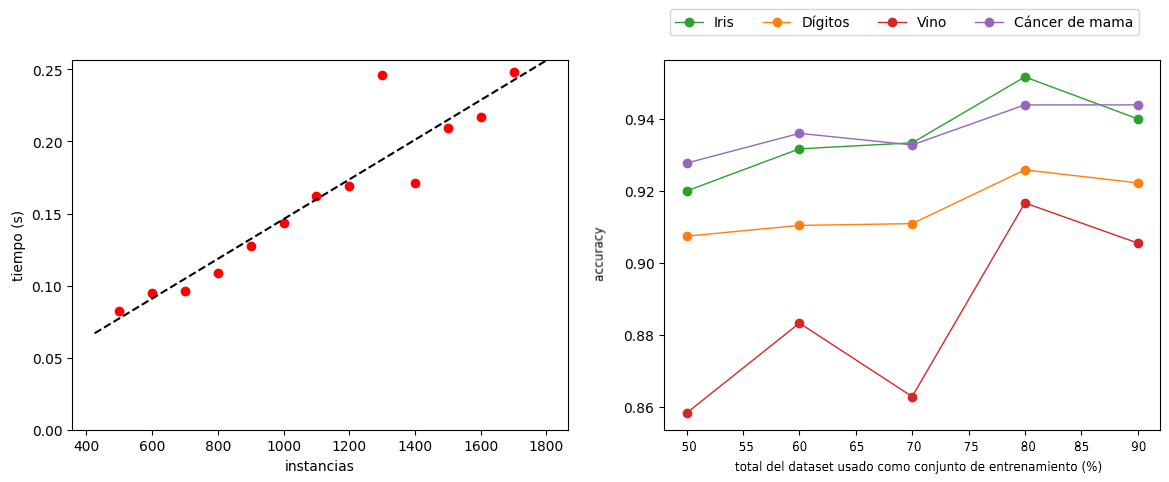 Iris Dígitos Vino Cáncer de mama
0.25
0.20
0.15
0.10
0.05
0.00
tiempo (s)
400 600 800 1000 1200 1400 1600 1800
instancias
0.94
0.92
0.90
0.88
0.86
accuracy
50 55 60 65 70 75 80 85 90
total del dataset usado como conjunto de entrenamiento (%)